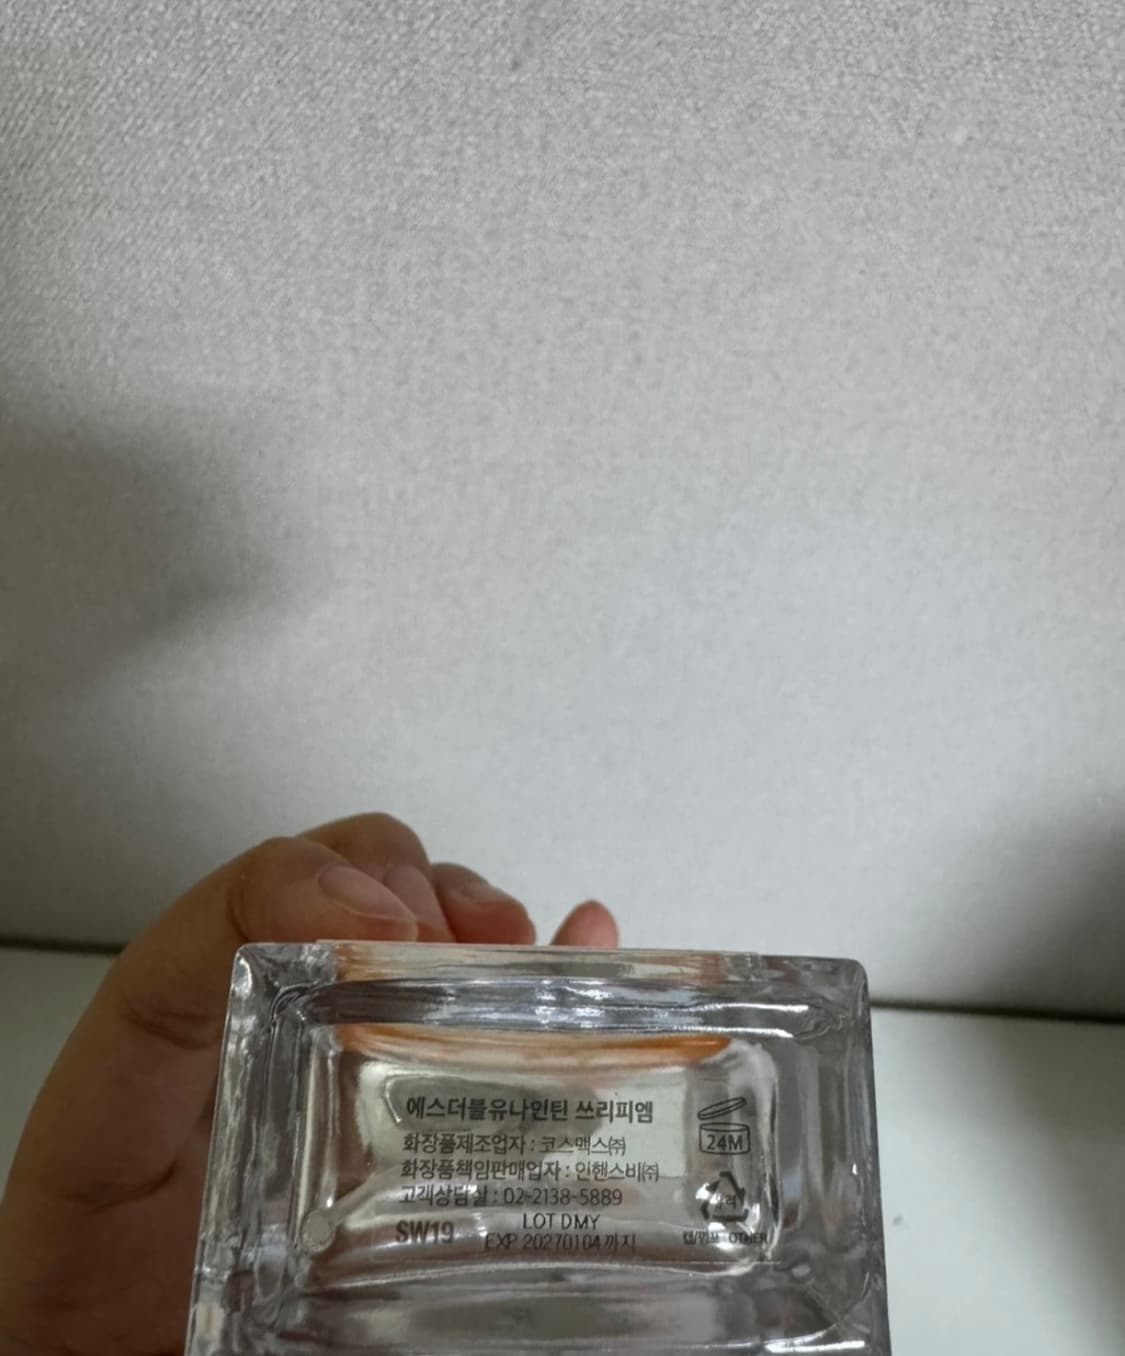 에스더블유나인틴 쓰리피엠
화장품제조업자 : 코스맥스㈜
화장품책임판매업자 : 인핸스비㈜
고객상담실 : 02-2138-5889
SW19
LOT DMY
EXP 20270104 까지
24M
OTHER